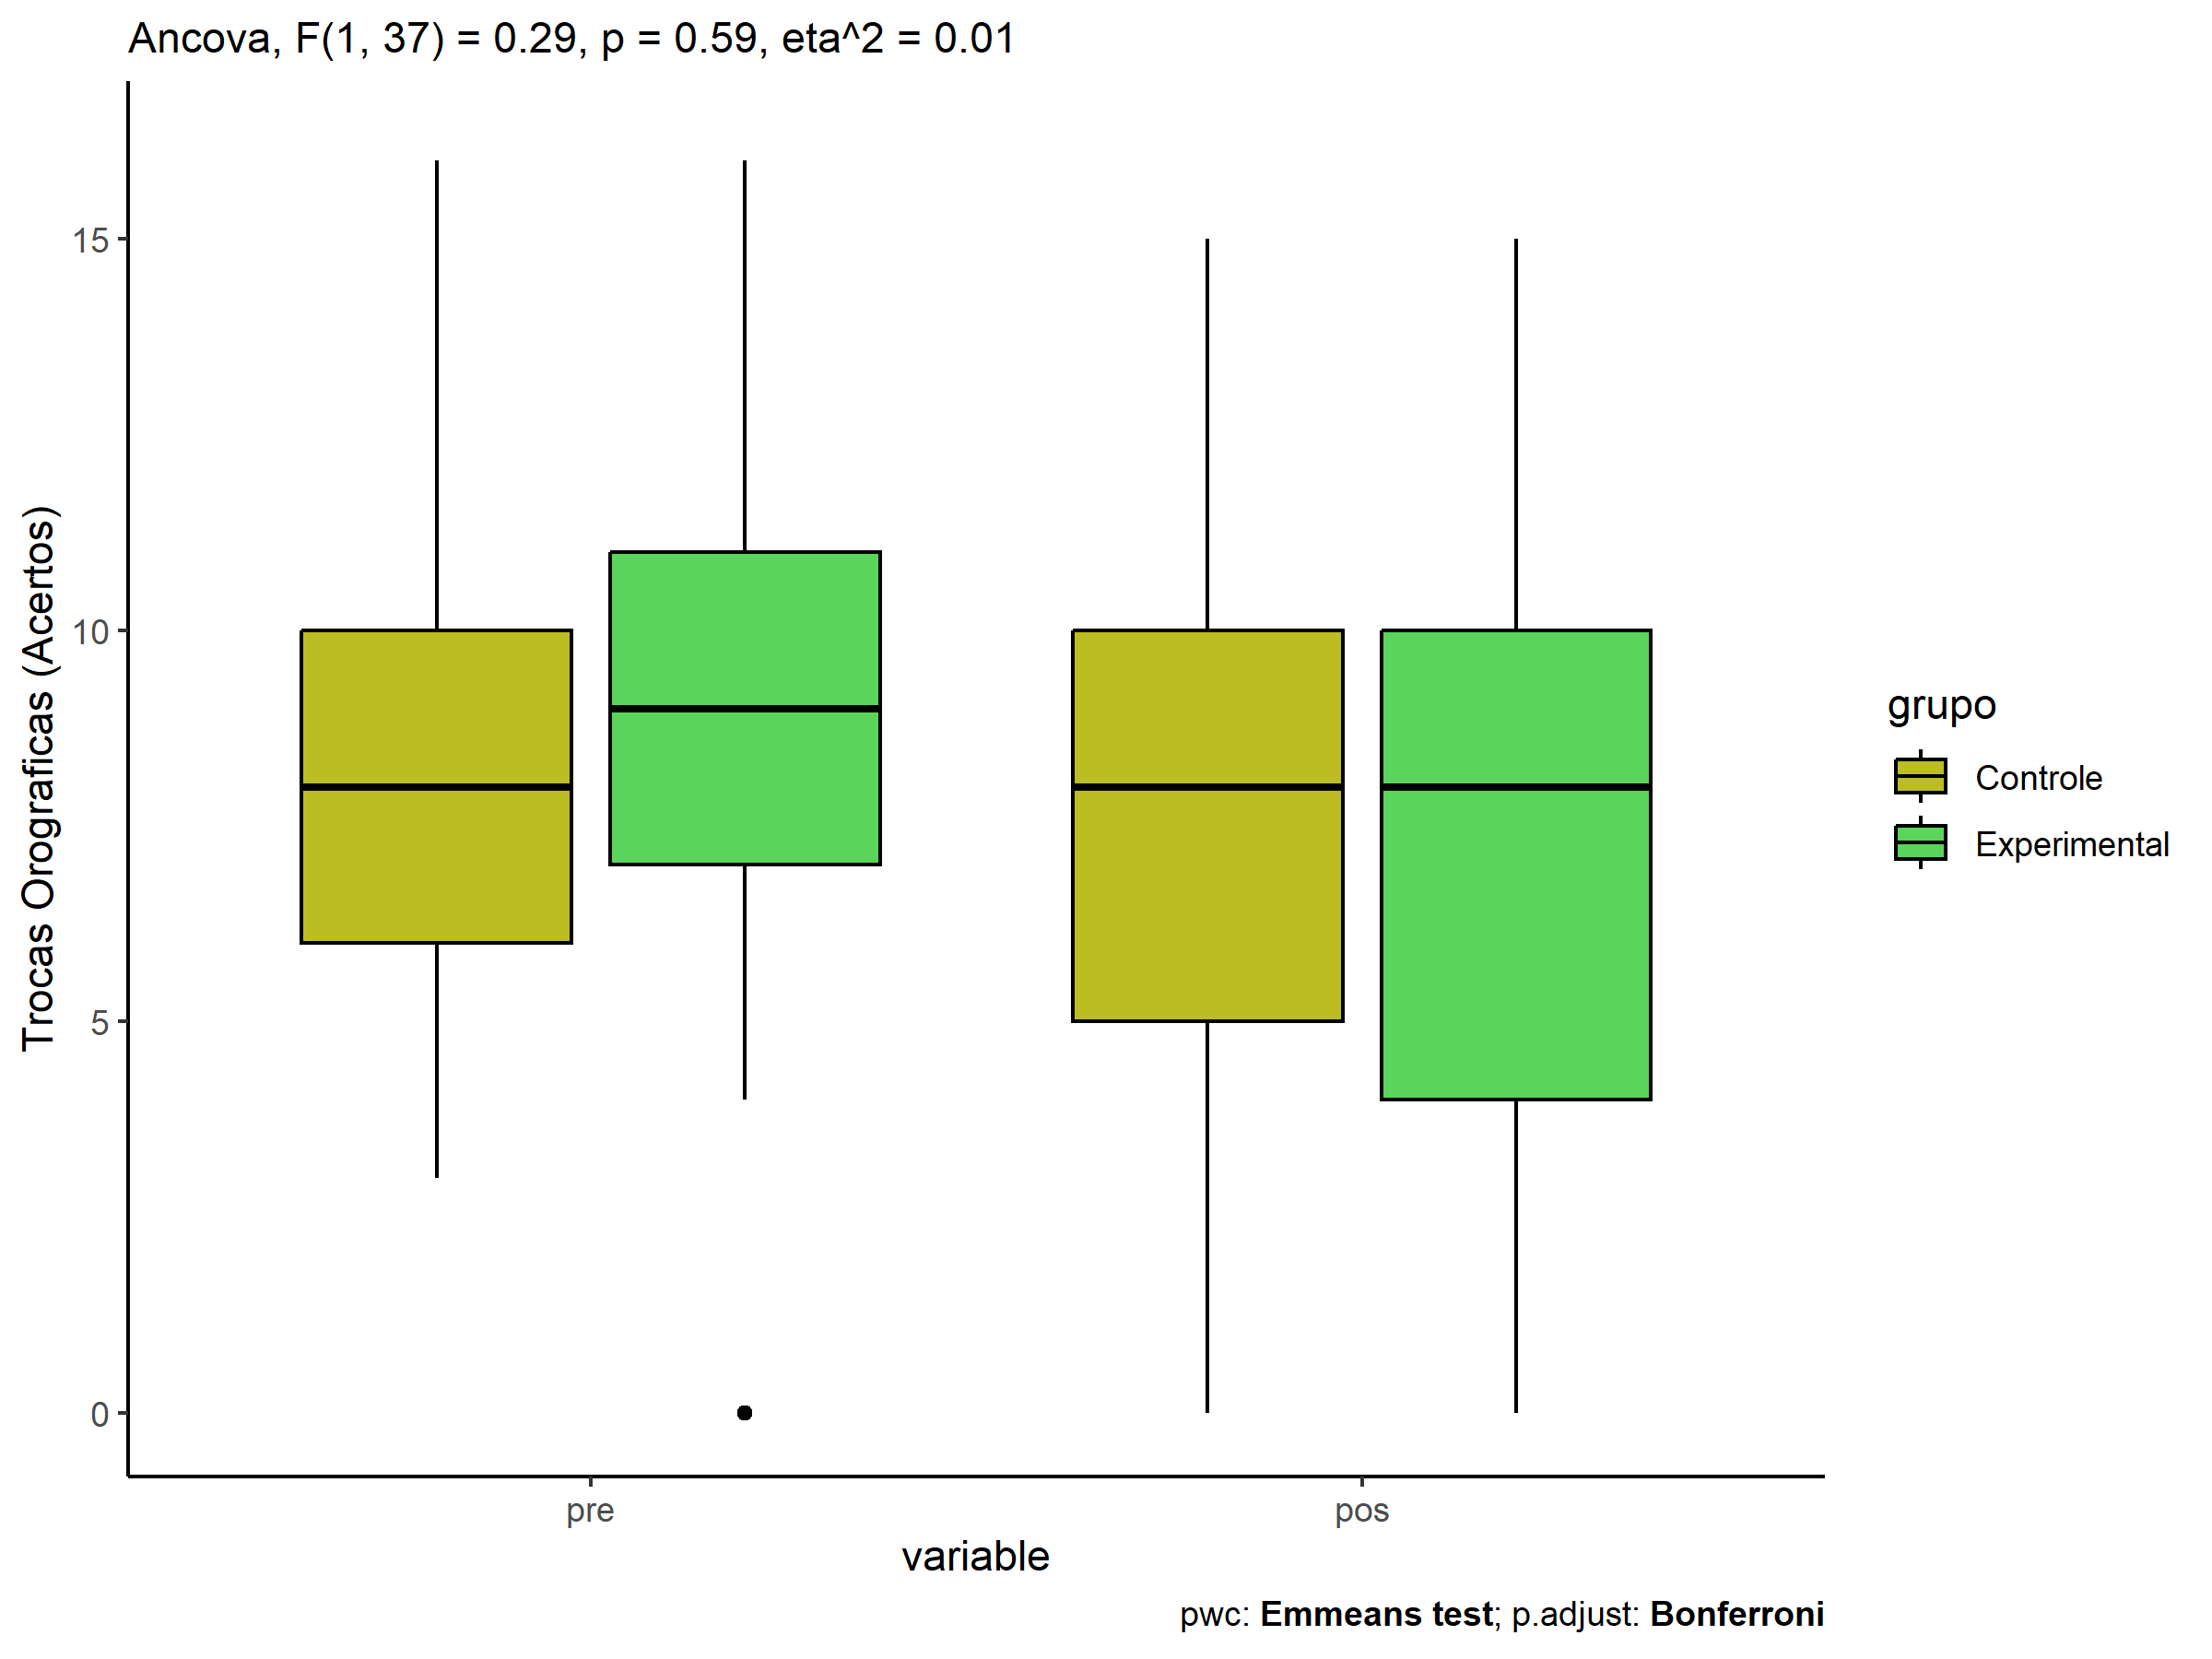 Ancova, F(1, 37) = 0.29, p = 0.59, eta^2 = 0.01
Trocas Orograficas (Acertos)
15
10
5
0
pre
pos
variable
grupo
Controle
Experimental
pwc: Emmeans test; p.adjust: Bonferroni